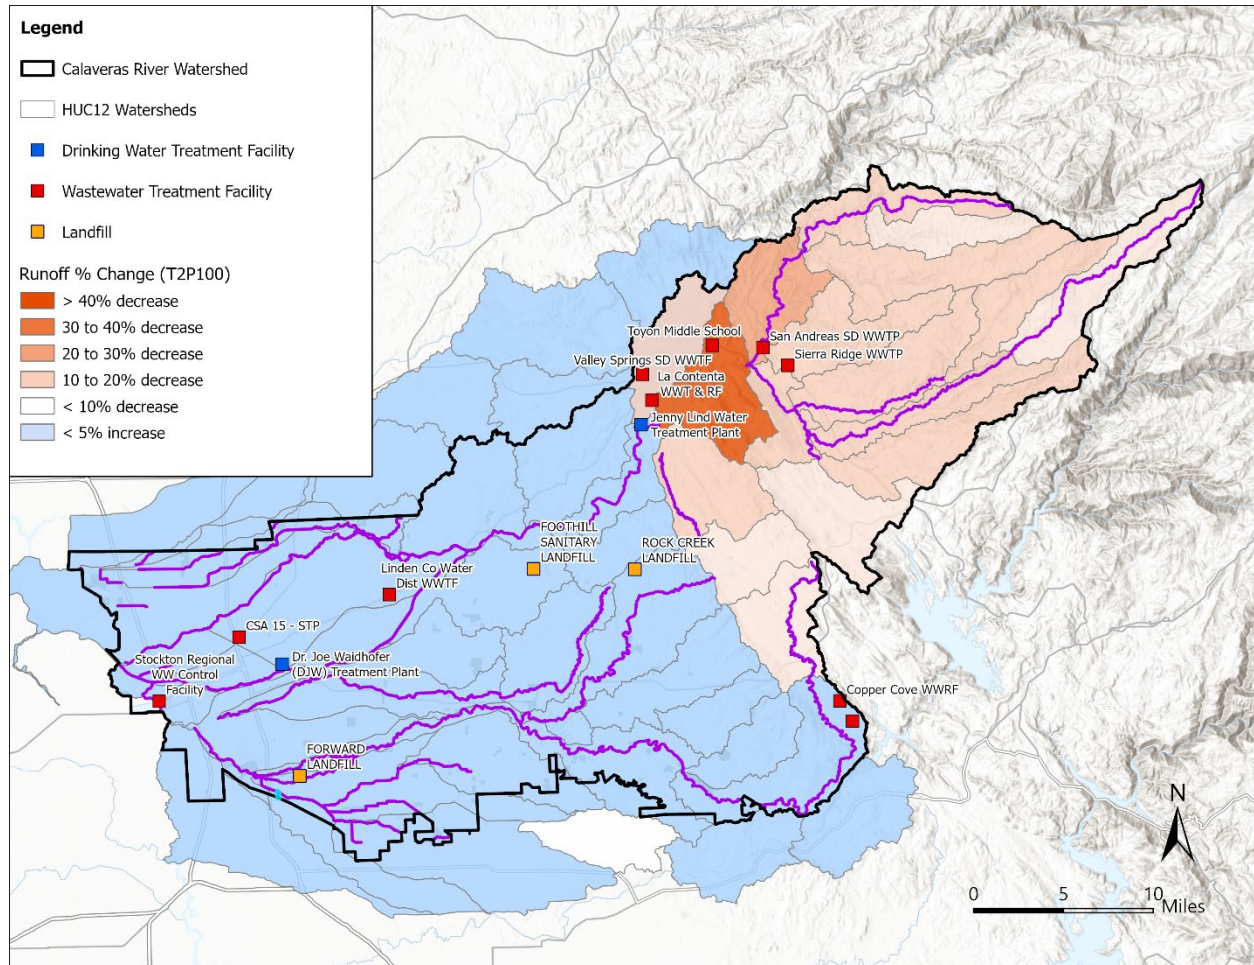 Legend
Calaveras River Watershed
HUC12 Watersheds
Drinking Water Treatment Facility
Wastewater Treatment Facility
Landfill
Runoff % Change (T2P100)
> 40% decrease
30 to 40% decrease
20 to 30% decrease
10 to 20% decrease
< 10% decrease
< 5% increase
Toyon Middle School
San Andreas SD WWTP
Sierra Ridge WWTP
Valley Springs SD WWTF
La Contenta
WWT & RF
Jenny Lind Water
Treatment Plant
FOOTHILL
SANITARY
LANDFILL
ROCK CREEK
LANDFILL
Linden Co Water
Dist WWTF
CSA 15 - STP
Dr. Joe Waidhofer
(DJW) Treatment Plant
Stockton Regional
WW Control
Facility
Copper Cove WWRF
FORWARD
LANDFILL
N
0 5 10
Miles